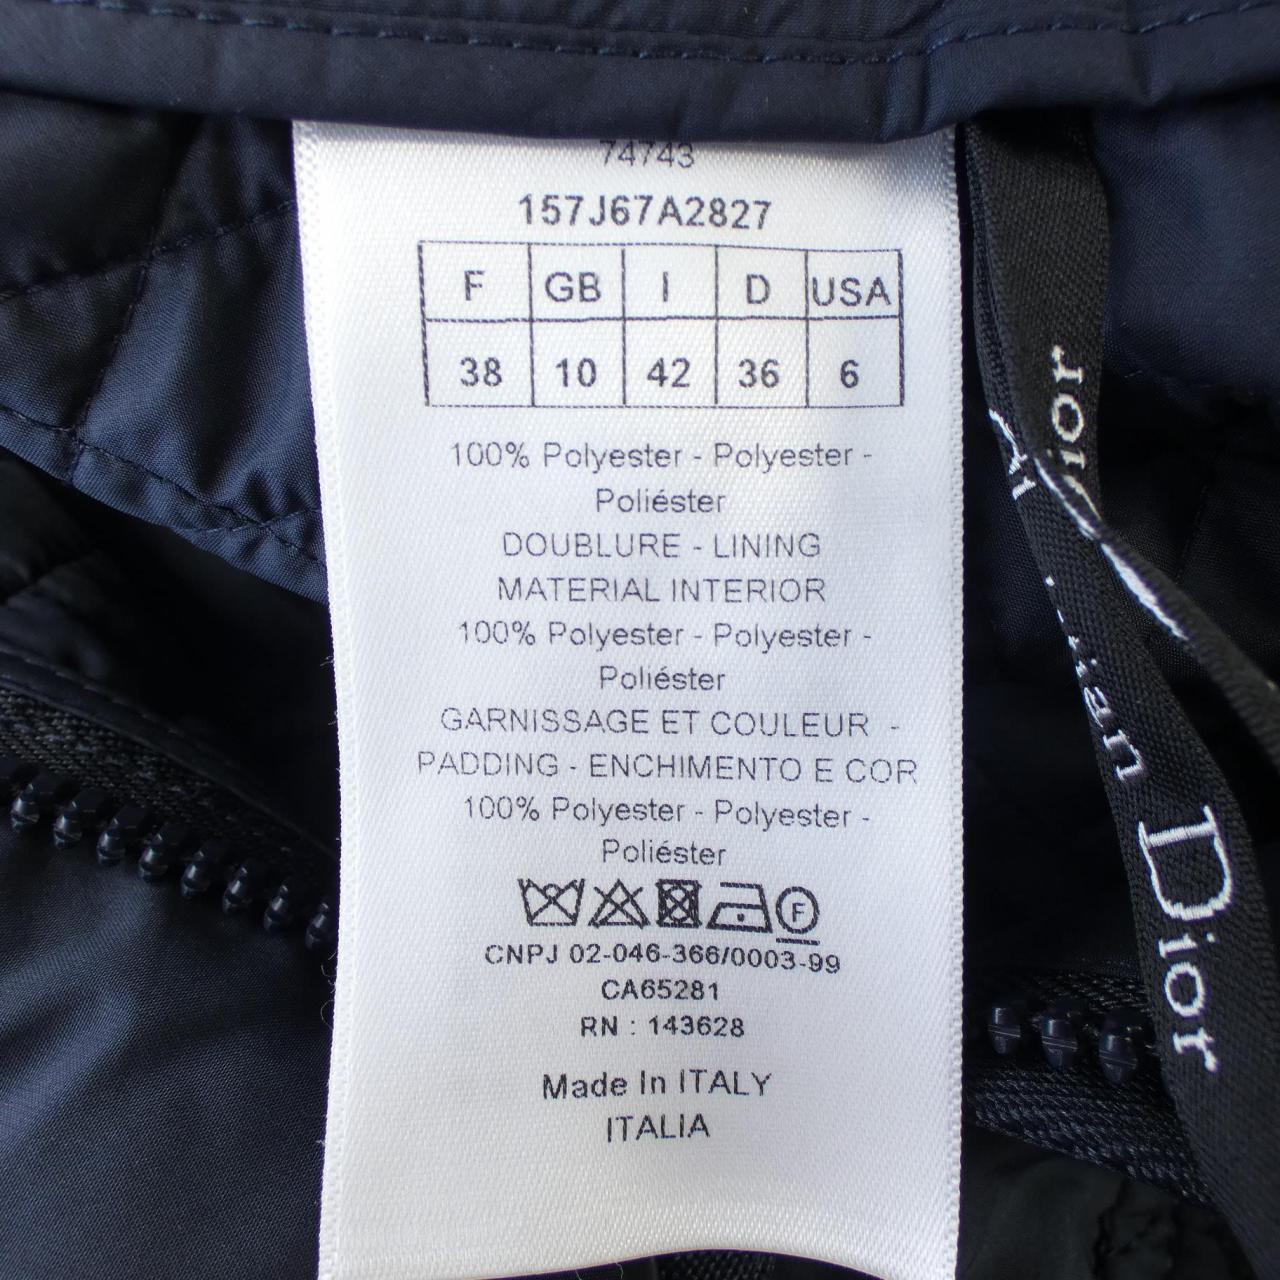 74743
157J67A2827
F GB I D USA
38 10 42 36 6
100% Polyester - Polyester -
Poliéster
DOUBLURE - LINING
MATERIAL INTERIOR
100% Polyester - Polyester -
Poliéster
GARNISSAGE ET COULEUR -
PADDING - ENCHIMENTO E COR
100% Polyester - Polyester -
Poliéster
F
CNPJ 02-046-366/0003-99
CA65281
RN : 143628
Made In ITALY
ITALIA
Dior